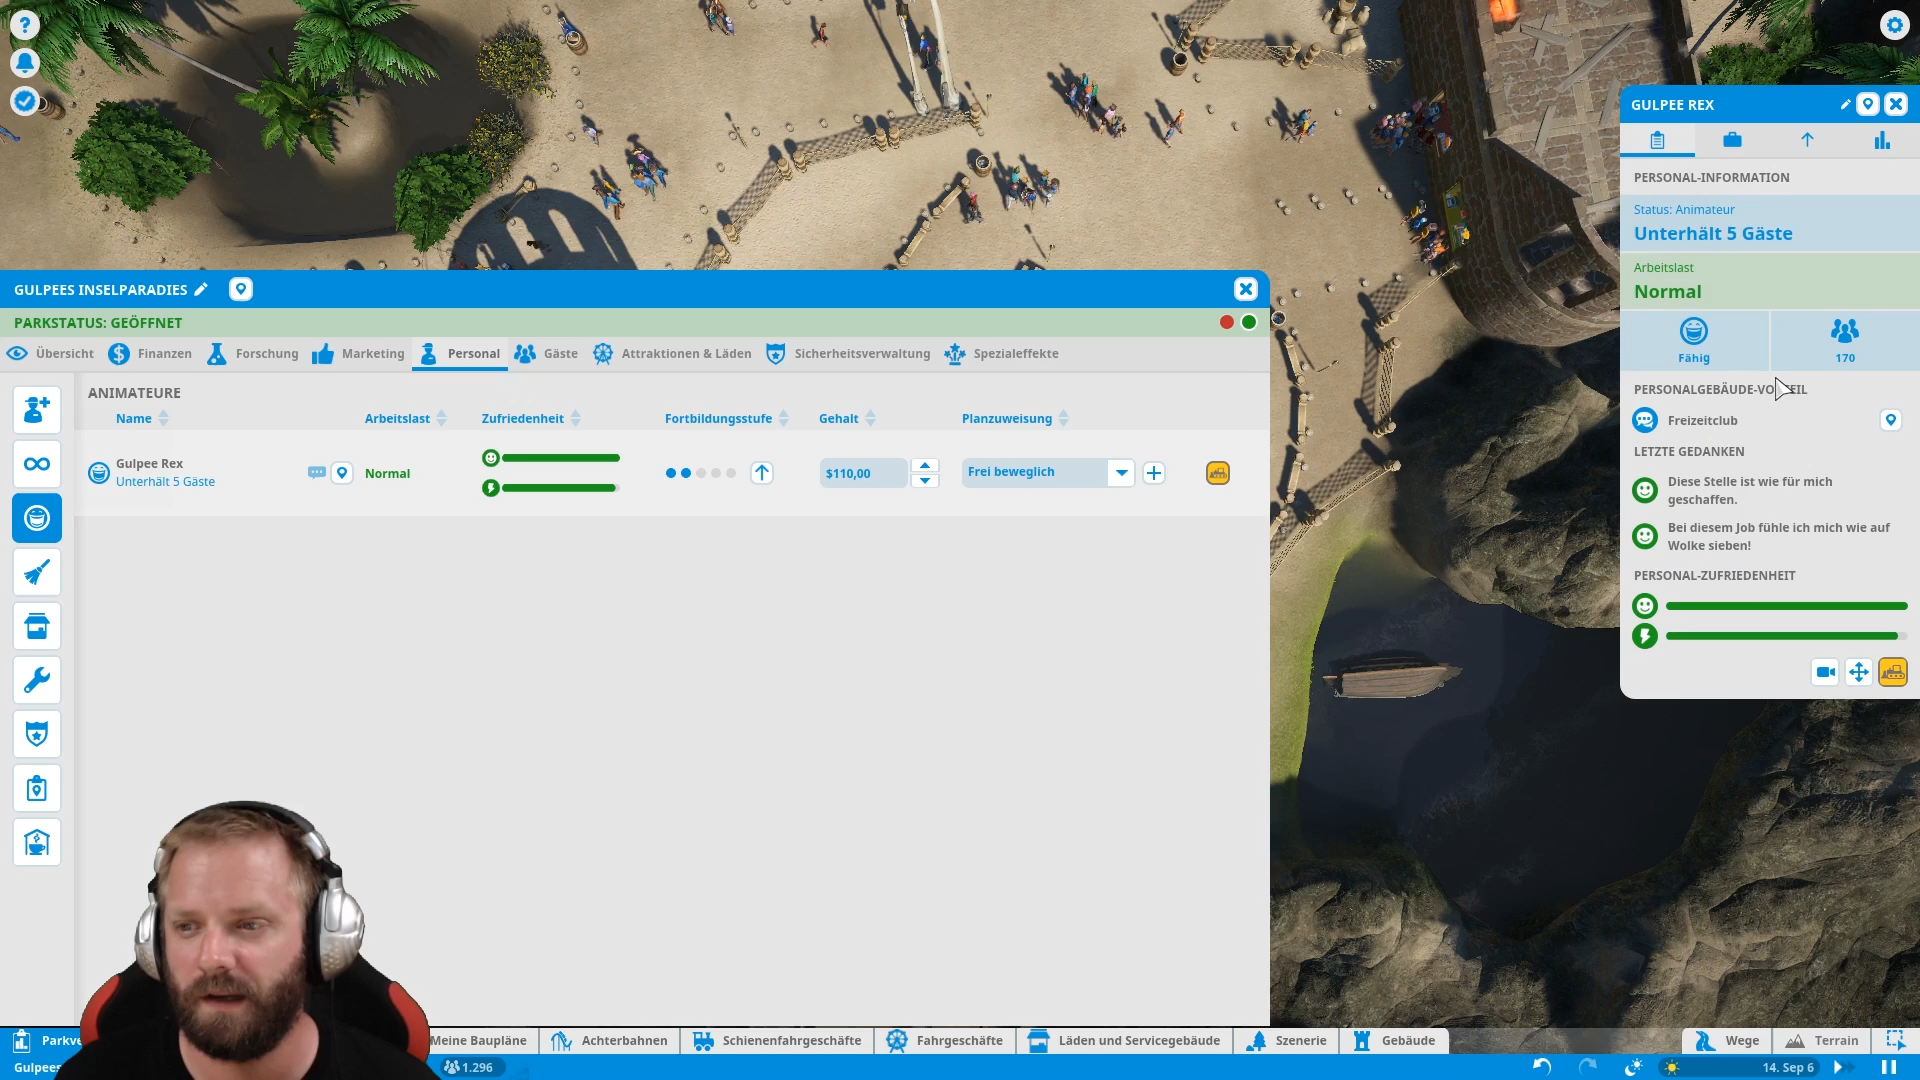 GULPEES INSELPARADIES
PARKSTATUS: GEÖFFNET
Übersicht Finanzen Forschung Marketing Personal Gäste Attraktionen & Läden Sicherheitsverwaltung Spezialeffekte
ANIMATEURE
Name Arbeitslast Zufriedenheit Fortbildungsstufe Gehalt Planzuweisung
Gulpee Rex
Unterhält 5 Gäste
Normal
$110,00
Frei beweglich
GULPEE REX
PERSONAL-INFORMATION
Status: Animateur
Unterhält 5 Gäste
Arbeitslast
Normal
Fähig
170
Freizeitclub
LETZTE GEDANKEN
Diese Stelle ist wie für mich
geschaffen.
Bei diesem Job fühle ich mich wie auf
Wolke sieben!
PERSONAL-ZUFRIEDENHEIT
Meine Baupläne Achterbahnen Schienenfahrgeschäfte Fahrgeschäfte Läden und Servicegebäude Szenerie Gebäude Wege Terrain
Gulpees
1.296
14. Sep 6